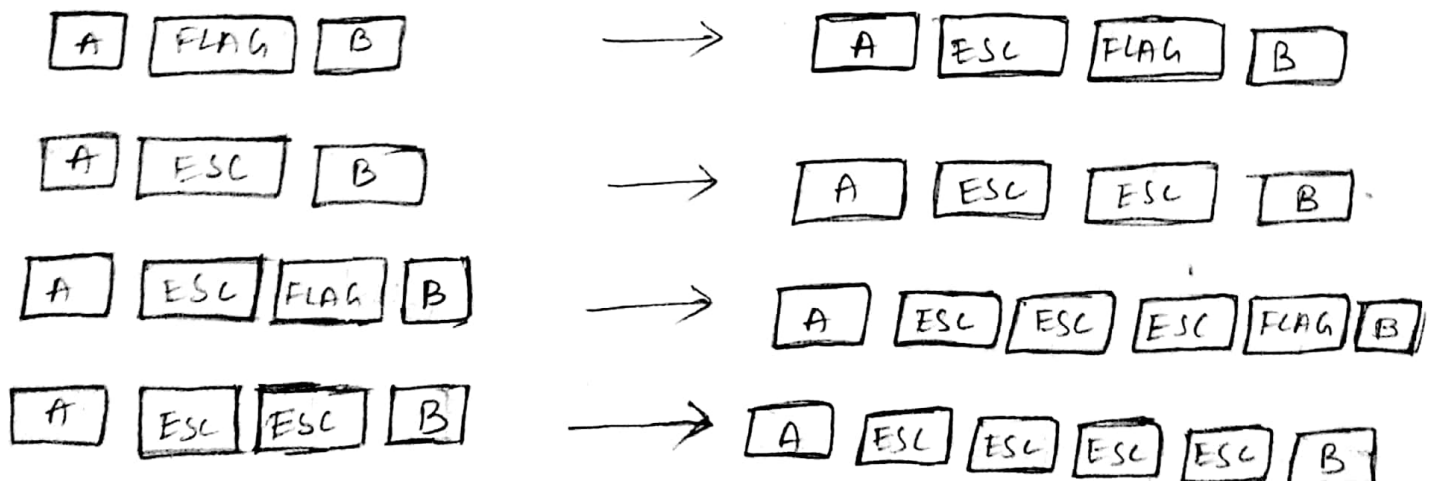 A FLAG B → A ESC FLAG B
A ESC B → A ESC ESC B
A ESC FLAG B → A ESC ESC ESC FLAG B
A ESC ESC B → A ESC ESC ESC ESC B